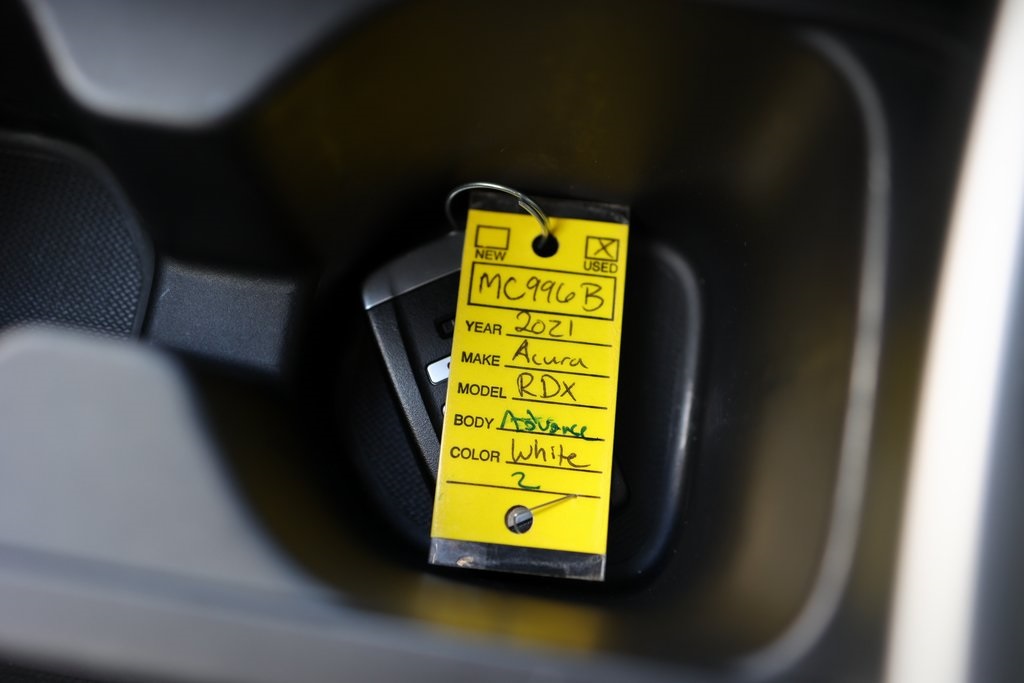 NEW USED
MC996B
YEAR 2021
MAKE Acura
MODEL RDX
BODY Advance
COLOR White
2